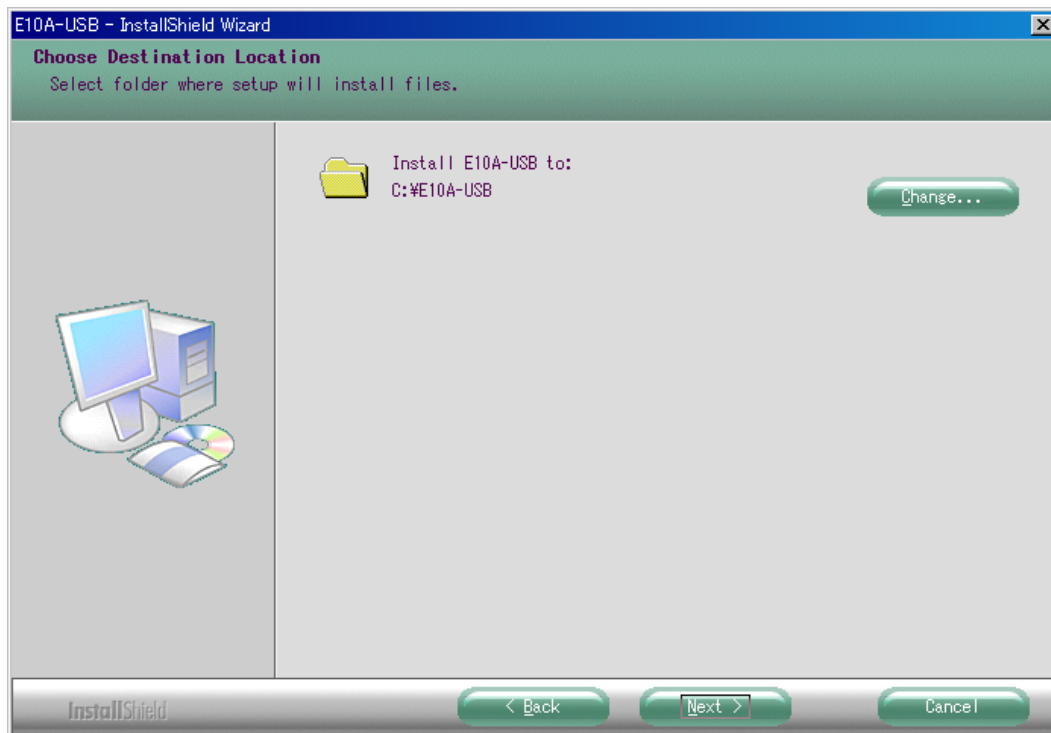 E10A-USB - InstallShield Wizard
Choose Destination Location
Select folder where setup will install files.
Install E10A-USB to:
C:¥E10A-USB
Change...
InstallShield
< Back
Next >
Cancel